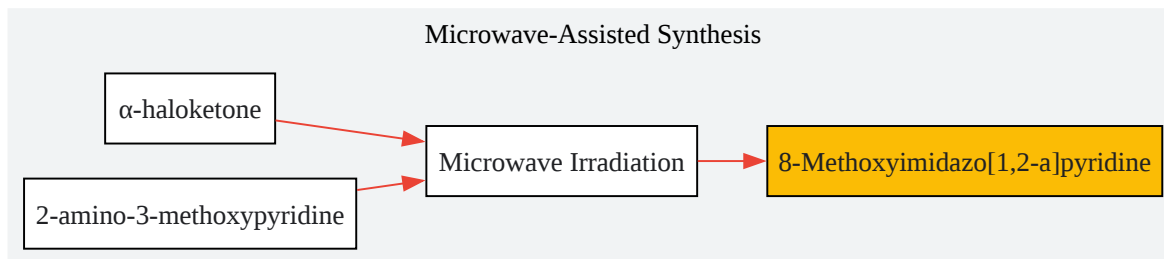 Microwave-Assisted Synthesis
α-haloketone
Microwave Irradiation
8-Methoxyimidazo[1,2-a]pyridine
2-amino-3-methoxypyridine